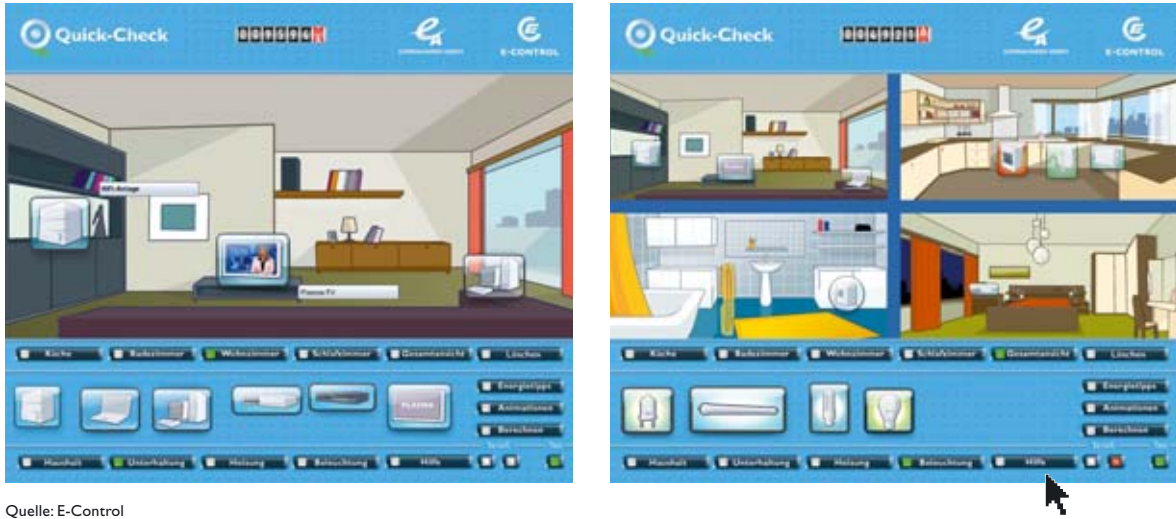 Quick-Check
E-CONTROL
HiFi-Anlage
Plasma-TV
Küche Badezimmer Wohnzimmer Schlafzimmer Gesamtansicht Löschen
PLASMA
Energietipps
Animationen
Berechnen
Haushalt Unterhaltung Heizung Beleuchtung Hilfe
Quick-Check
E-CONTROL
Küche Badezimmer Wohnzimmer Schlafzimmer Gesamtansicht Löschen
Energietipps
Animationen
Berechnen
Haushalt Unterhaltung Heizung Beleuchtung Hilfe
Quelle: E-Control